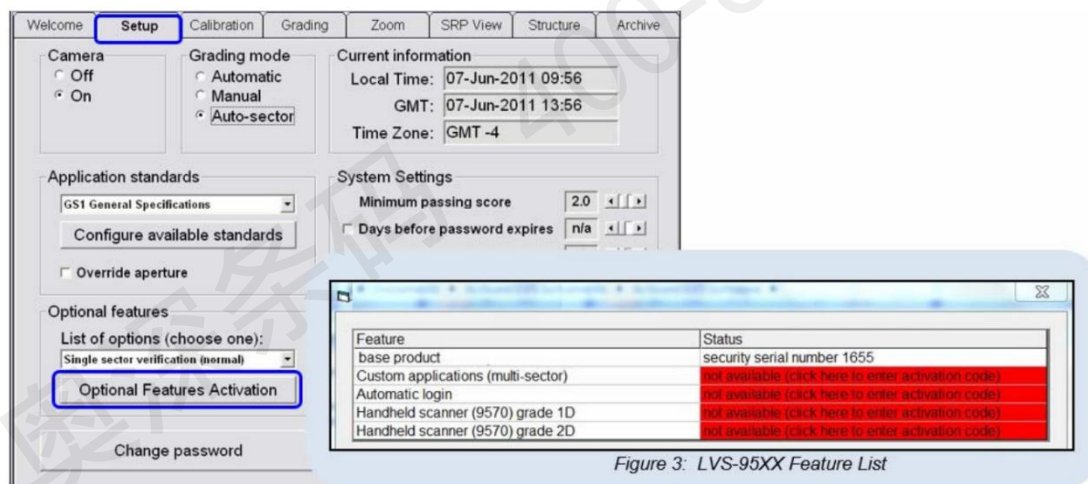 Welcome Setup Calibration Grading Zoom SRP View Structure Archive
Camera
Off
On
Grading mode
Automatic
Manual
Auto-sector
Current information
Local Time: 07-Jun-2011 09:56
GMT: 07-Jun-2011 13:56
Time Zone: GMT -4
Application standards
GS1 General Specifications
Configure available standards
Override aperture
System Settings
Minimum passing score 2.0
Days before password expires n/a
Optional features
List of options (choose one):
Single sector verification (normal)
Optional Features Activation
Change password
Feature Status
base product security serial number 1655
Custom applications (multi-sector) not available (click here to enter activation code)
Automatic login not available (click here to enter activation code)
Handheld scanner (9570) grade 1D not available (click here to enter activation code)
Handheld scanner (9570) grade 2D not available (click here to enter activation code)
Figure 3: LVS-95XX Feature List
奥深条码 400-6